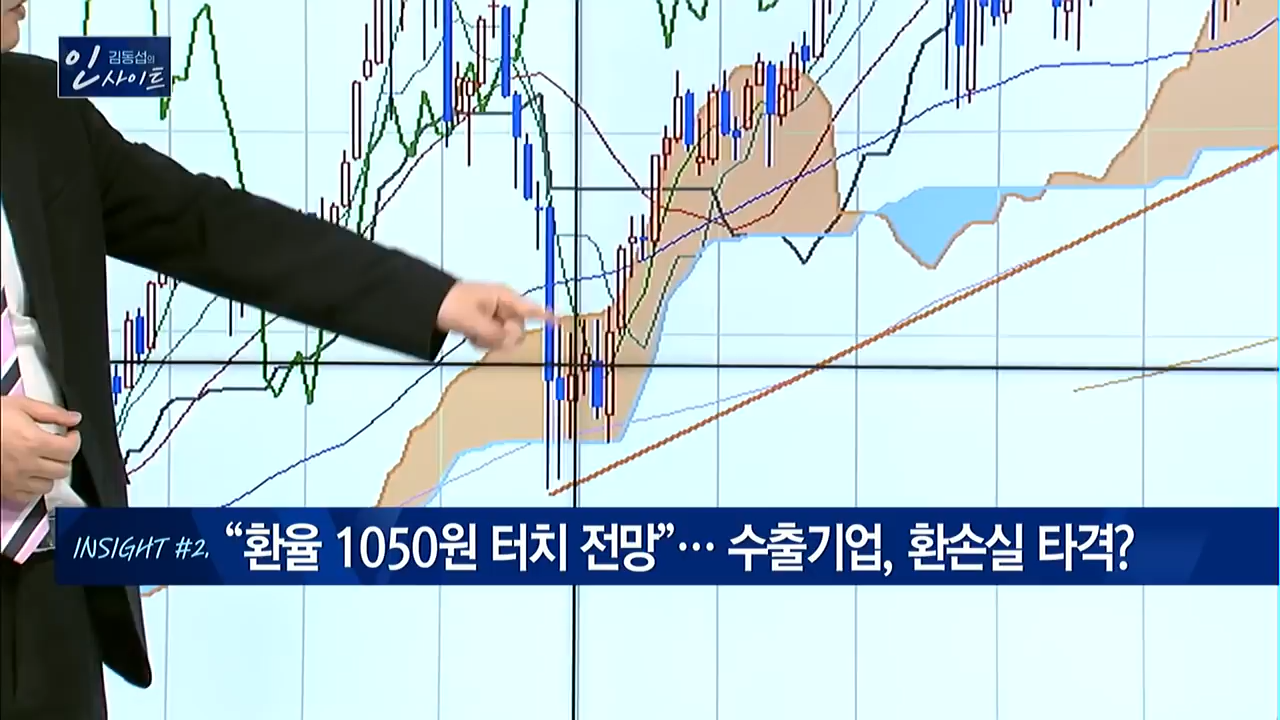 김동섭의
인사이트
INSIGHT #2. “환율 1050원 터치 전망”… 수출기업, 환손실 타격?